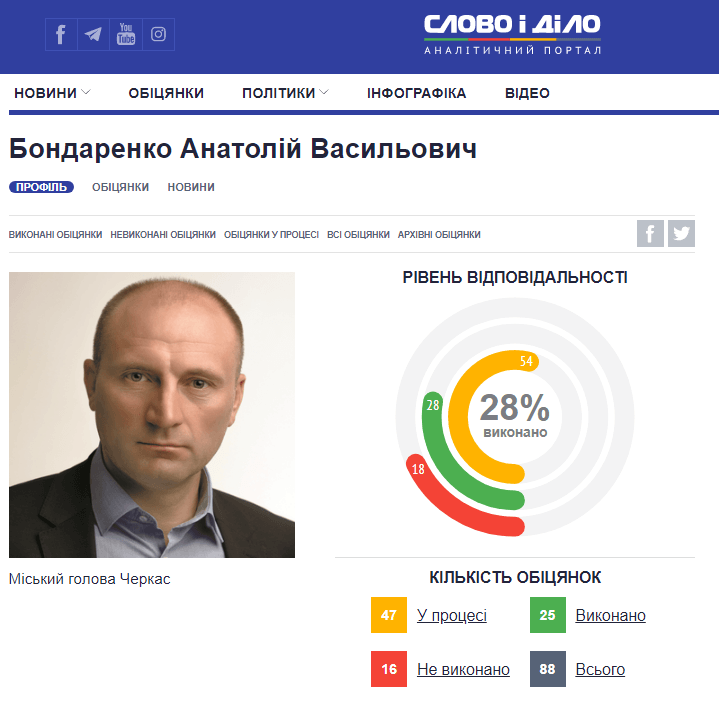 You Tube
СЛОВО І ДІЛО
АНАЛІТИЧНИЙ ПОРТАЛ
НОВИНИ ОБІЦЯНКИ ПОЛІТИКИ ІНФОГРАФІКА ВІДЕО
Бондаренко Анатолій Васильович
ПРОФІЛЬ ОБІЦЯНКИ НОВИНИ
ВИКОНАНІ ОБІЦЯНКИ НЕВИКОНАНІ ОБІЦЯНКИ ОБІЦЯНКИ У ПРОЦЕСІ ВСІ ОБІЦЯНКИ АРХІВНІ ОБІЦЯНКИ
РІВЕНЬ ВІДПОВІДАЛЬНОСТІ
54
28
18
28%
виконано
Міський голова Черкас
КІЛЬКІСТЬ ОБІЦЯНОК
47 У процесі 25 Виконано
16 Не виконано 88 Всього